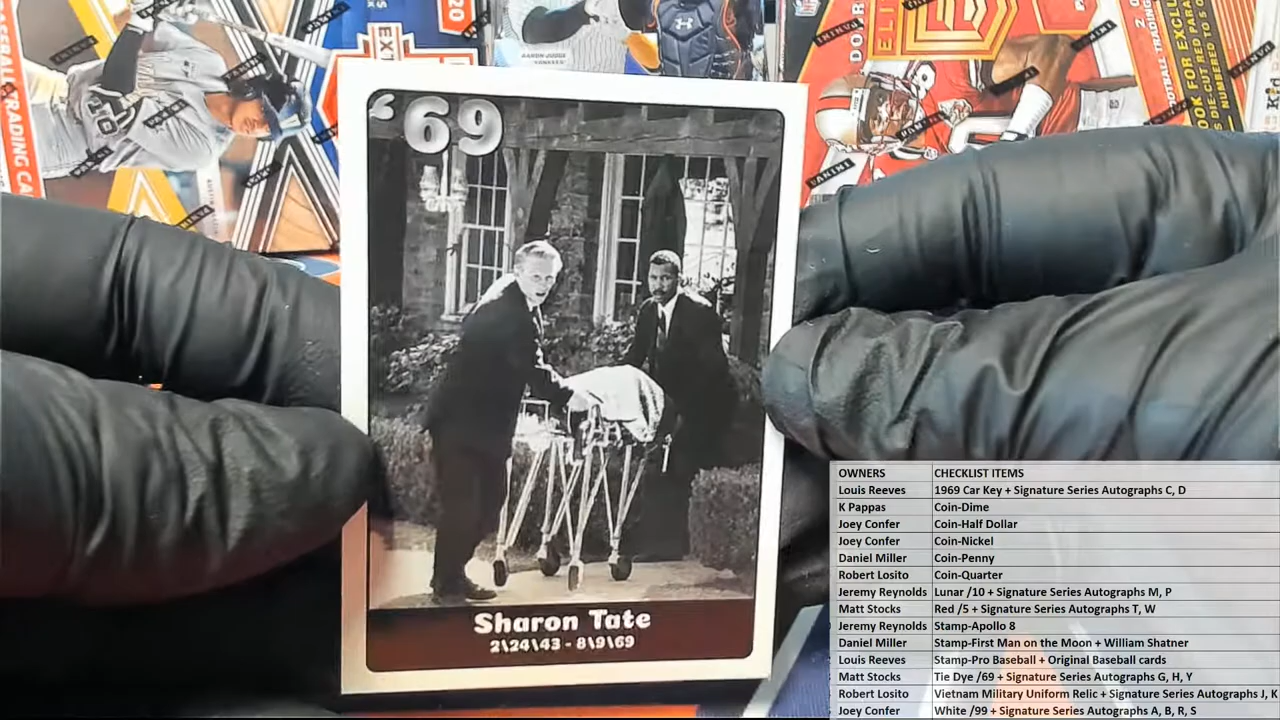 ‘69
Sharon Tate
2\24\43 - 8\9\69
OWNERS CHECKLIST ITEMS
Louis Reeves 1969 Car Key + Signature Series Autographs C, D
K Pappas Coin-Dime
Joey Confer Coin-Half Dollar
Joey Confer Coin-Nickel
Daniel Miller Coin-Penny
Robert Losito Coin-Quarter
Jeremy Reynolds Lunar /10 + Signature Series Autographs M, P
Matt Stocks Red /5 + Signature Series Autographs T, W
Jeremy Reynolds Stamp-Apollo 8
Daniel Miller Stamp-First Man on the Moon + William Shatner
Louis Reeves Stamp-Pro Baseball + Original Baseball cards
Matt Stocks Tie Dye /69 + Signature Series Autographs G, H, Y
Robert Losito Vietnam Military Uniform Relic + Signature Series Autographs J, K
Joey Confer White /99 + Signature Series Autographs A, B, R, S
20
EXT
AARON JUDGE
YANKEES
PANINI